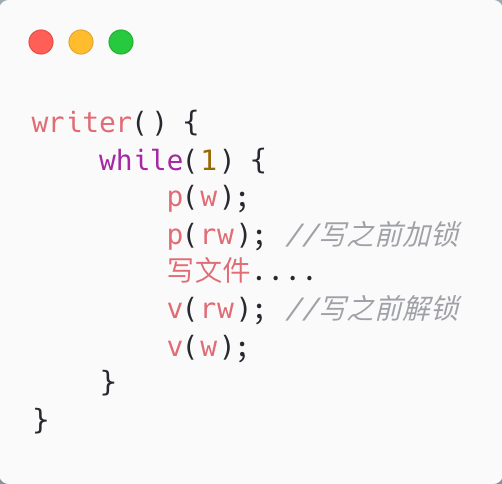 writer() {
    while(1) {
        p(w);
        p(rw); //写之前加锁
        写文件....
        v(rw); //写之前解锁
        v(w);
    }
}